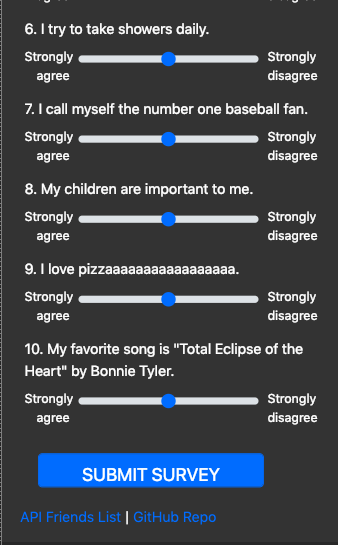 6. I try to take showers daily.
Strongly agree
Strongly disagree
7. I call myself the number one baseball fan.
Strongly agree
Strongly disagree
8. My children are important to me.
Strongly agree
Strongly disagree
9. I love pizzaaaaaaaaaaaaaaaaaa.
Strongly agree
Strongly disagree
10. My favorite song is "Total Eclipse of the
Heart" by Bonnie Tyler.
Strongly agree
Strongly disagree
SUBMIT SURVEY
API Friends List | GitHub Repo